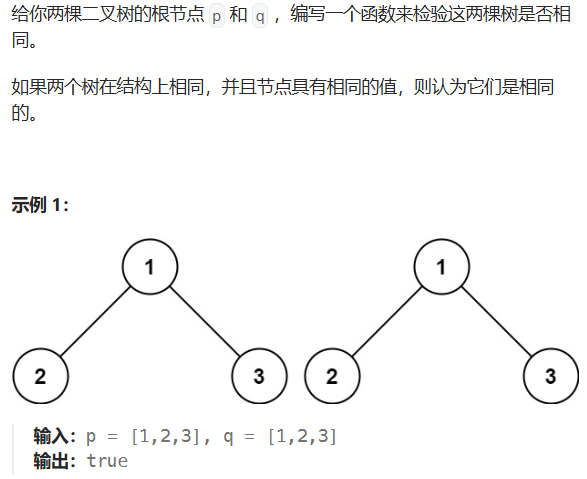 给你两棵二叉树的根节点 p 和 q ，编写一个函数来检验这两棵树是否相
同。
如果两个树在结构上相同，并且节点具有相同的值，则认为它们是相同
的。
示例 1：
1
1
2
3
2
3
输入：p = [1,2,3], q = [1,2,3]
输出：true